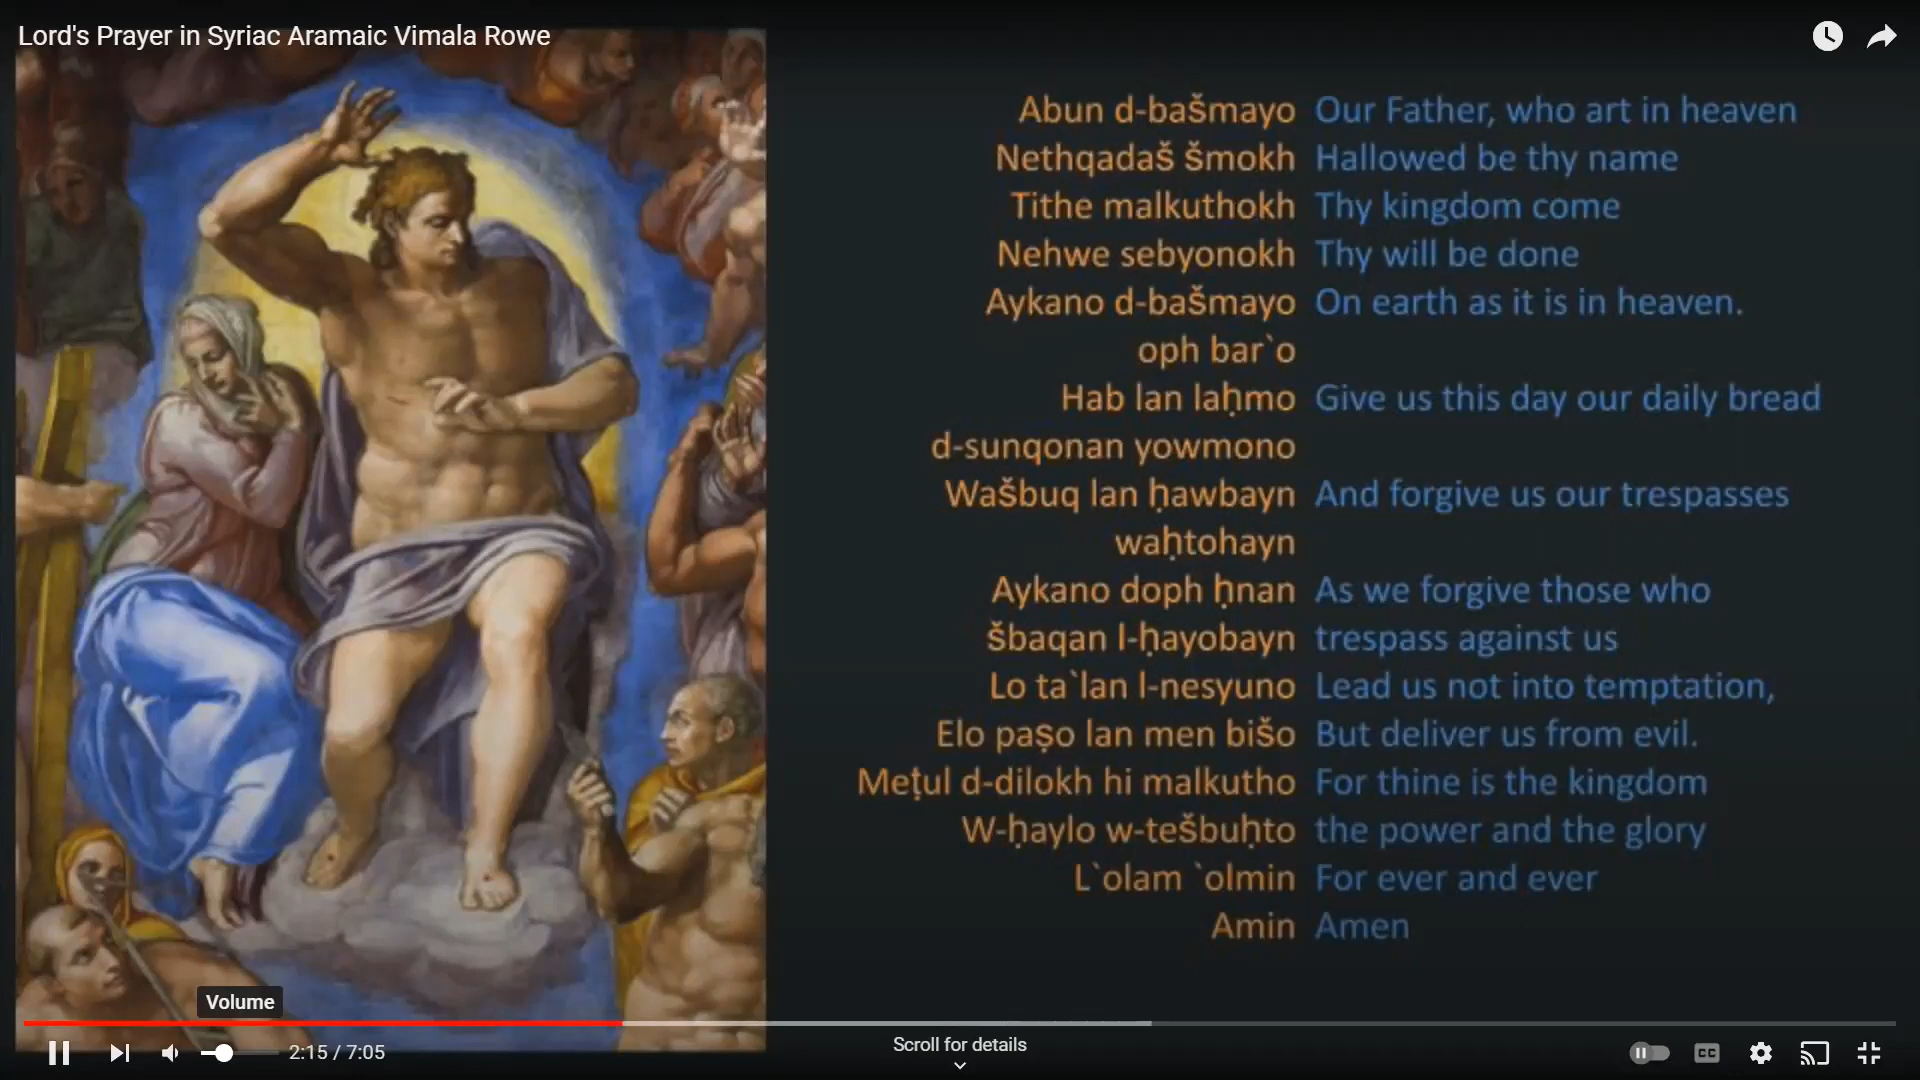 Lord's Prayer in Syriac Aramaic Vimala Rowe
Abun d-bašmayo Our Father, who art in heaven
Nethqadaš šmokh Hallowed be thy name
Tithe malkuthokh Thy kingdom come
Nehwe sebyonokh Thy will be done
Aykano d-bašmayo On earth as it is in heaven.
oph bar`o
Hab lan laḥmo Give us this day our daily bread
d-sunqonan yowmono
Wašbuq lan ḥawbayn And forgive us our trespasses
waḥtohayn
Aykano doph ḥnan As we forgive those who
šbaqan l-ḥayobayn trespass against us
Lo ta`lan l-nesyuno Lead us not into temptation,
Elo paṣo lan men bišo But deliver us from evil.
Meṭul d-dilokh hi malkutho For thine is the kingdom
W-ḥaylo w-tešbuḥto the power and the glory
L`olam `olmin For ever and ever
Amin Amen
Volume
2:15 / 7:05
Scroll for details
CC